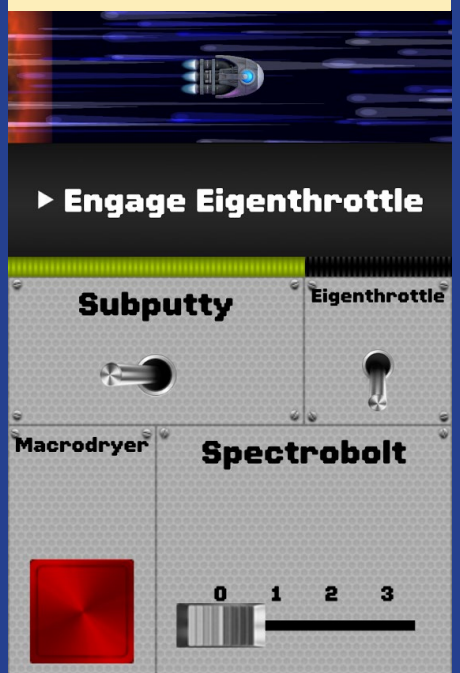 Engage Eigenthrottle
Subputty
Eigenthrottle
Macrodryer
Spectrobolt
0 1 2 3